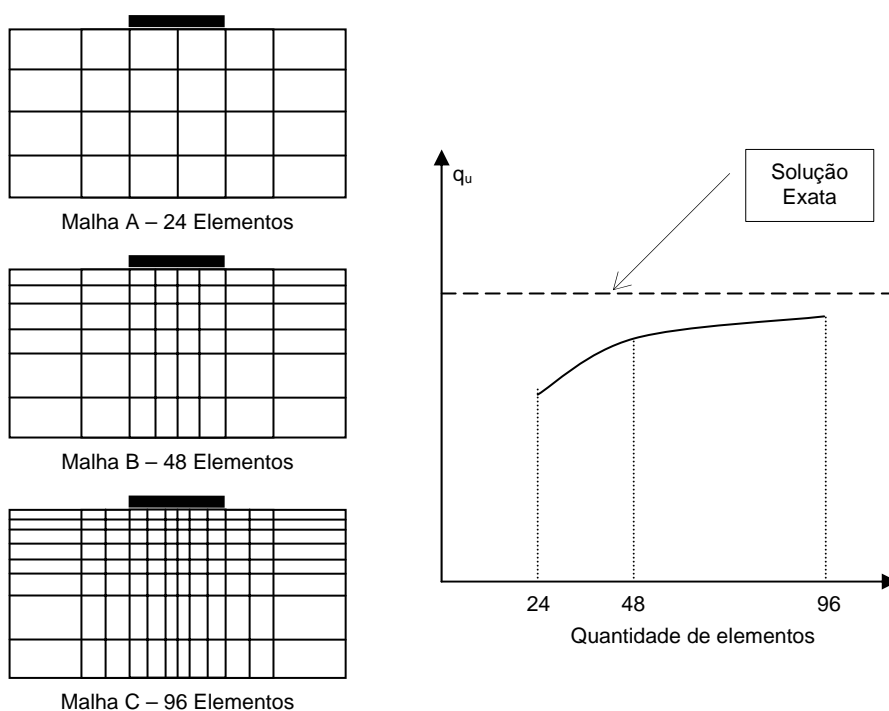 Malha A – 24 Elementos
Malha B – 48 Elementos
Malha C – 96 Elementos
qu
Solução
Exata
24 48 96
Quantidade de elementos